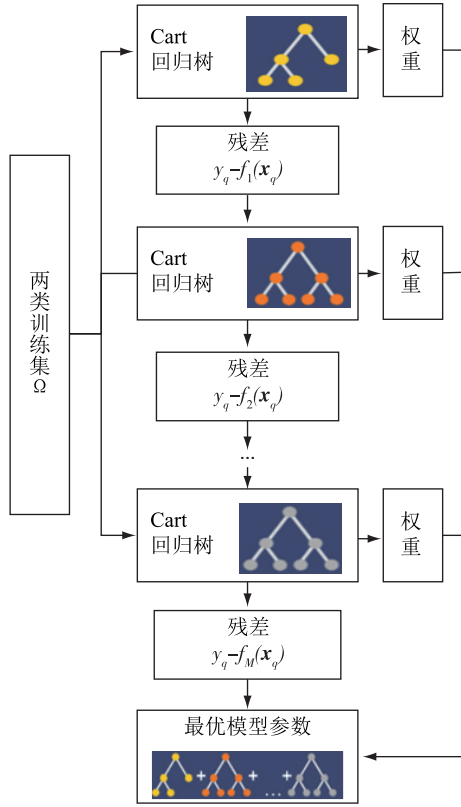 两类训练集Ω
Cart
回归树
权重
残差
y_q–f_1(x_q)
Cart
回归树
权重
残差
y_q–f_2(x_q)
...
Cart
回归树
权重
残差
y_q–f_M(x_q)
最优模型参数
+ + ... +